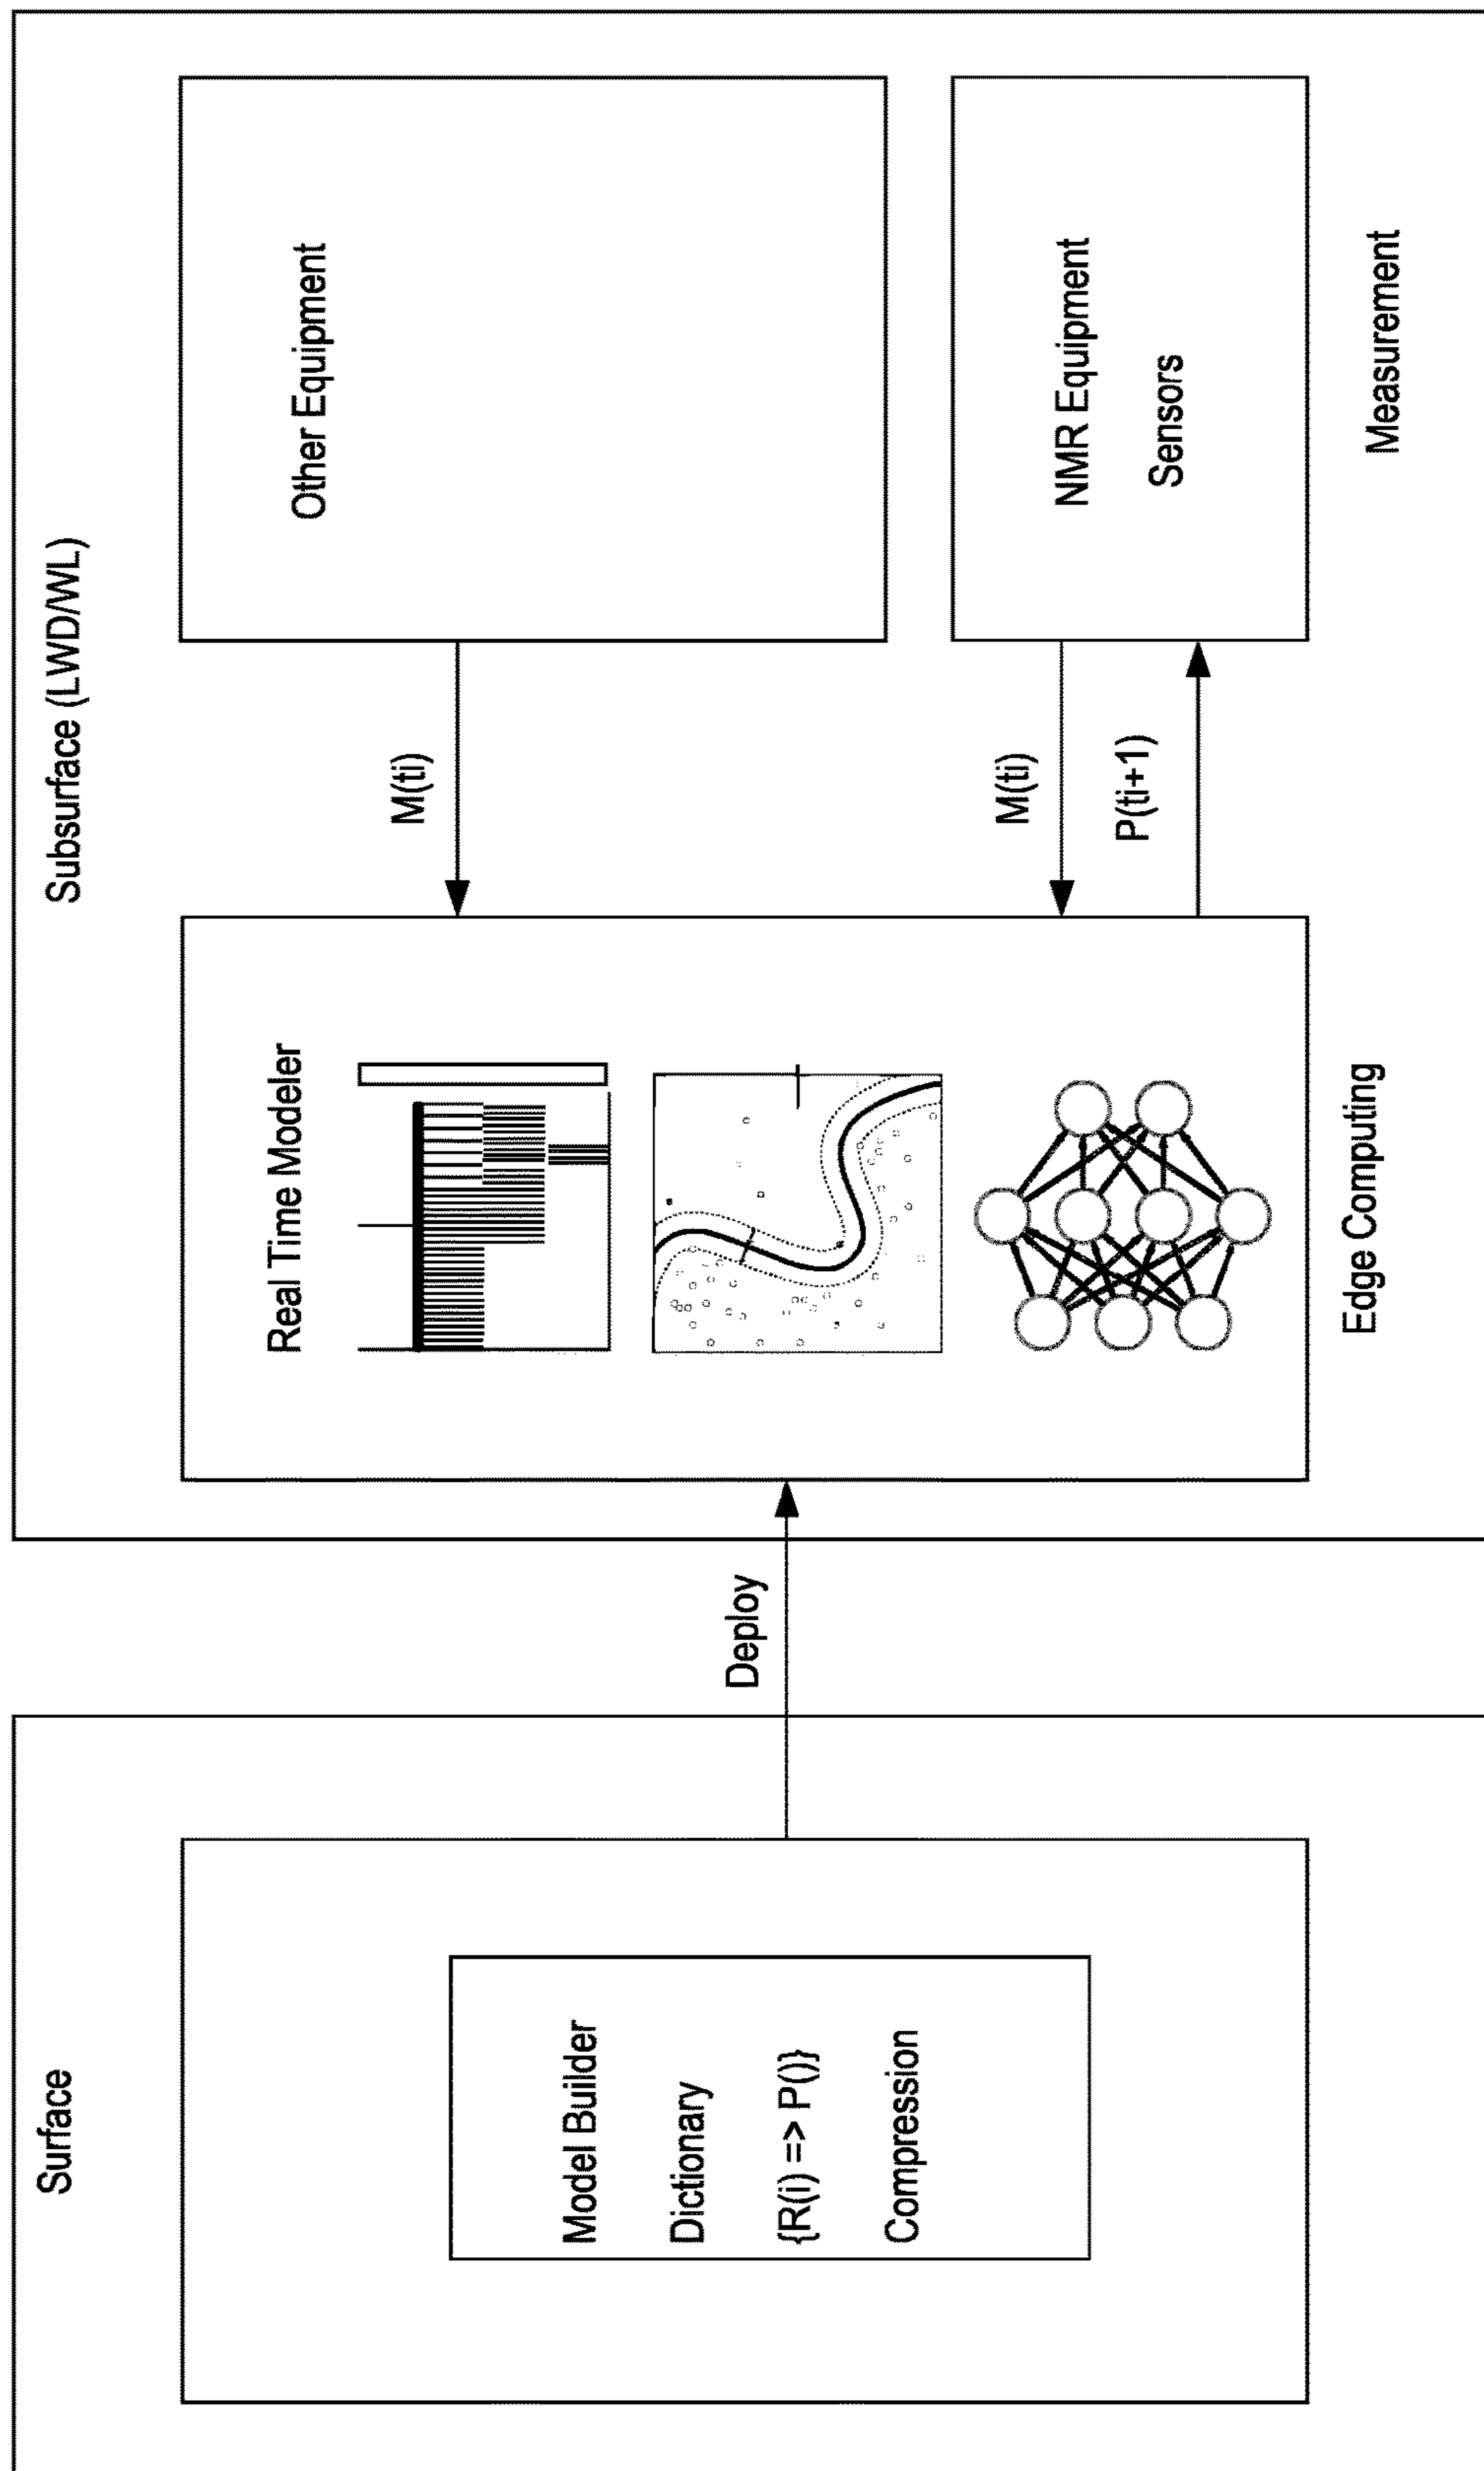 Surface
Model Builder
Dictionary
{R(i) => P()}
Compression
Deploy
Subsurface (LWD/WL)
Real Time Modeler
Edge Computing
M(ti)
M(ti)
P(ti+1)
Other Equipment
NMR Equipment
Sensors
Measurement